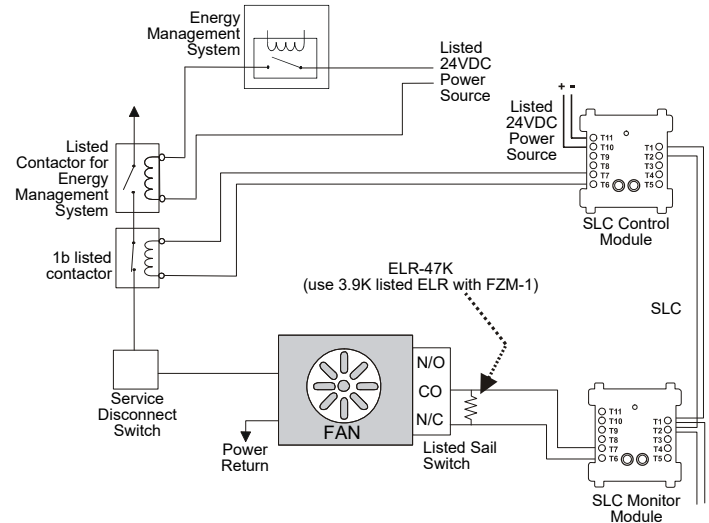 Energy
Management
System
Listed
24VDC
Power
Source
+ -
Listed
24VDC
Power
Source
T11
T10
T9
T8
T7
T6
T1
T2
T3
T4
T5
SLC Control
Module
Listed
Contactor for
Energy
Management
System
1b listed
contactor
ELR-47K
(use 3.9K listed ELR with FZM-1)
SLC
Service
Disconnect
Switch
FAN
N/O
CO
N/C
Power
Return
Listed Sail
Switch
T11
T10
T9
T8
T7
T6
T1
T2
T3
T4
T5
SLC Monitor
Module